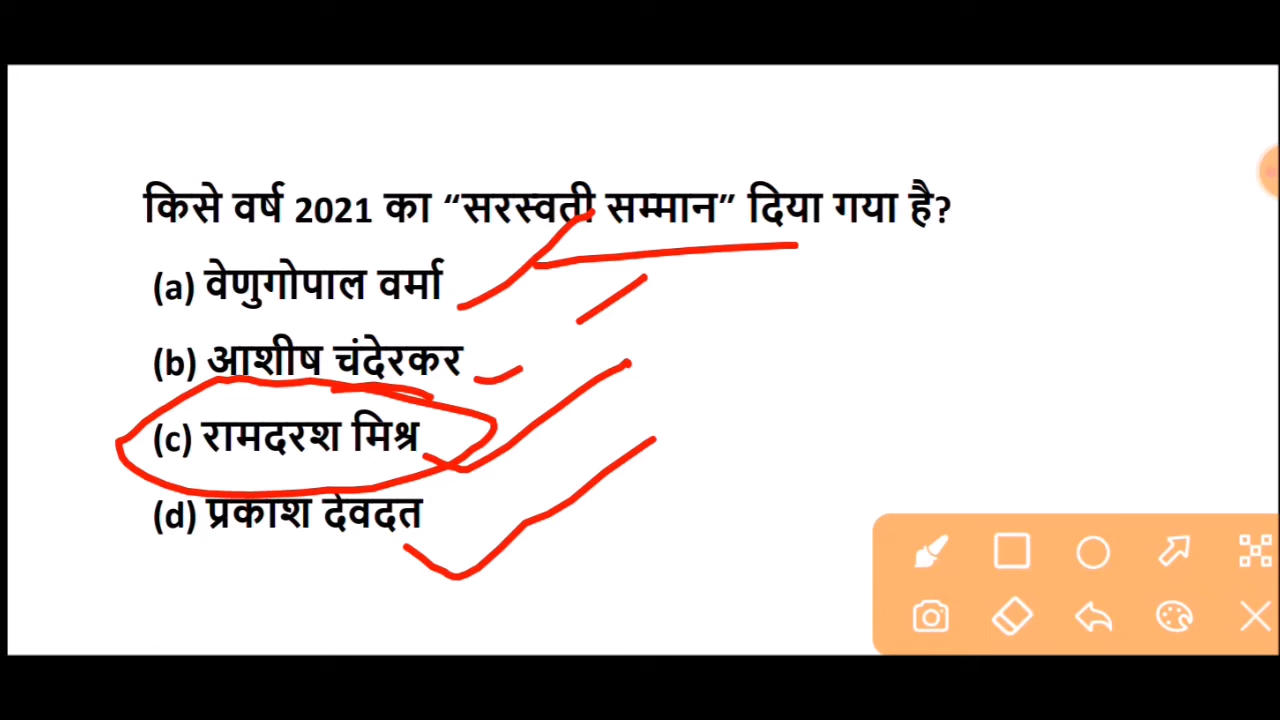 किसे वर्ष 2021 का “सरस्वती सम्मान” दिया गया है?
(a) वेणुगोपाल वर्मा
(b) आशीष चंदेरकर
(c) रामदरश मिश्र
(d) प्रकाश देवदत